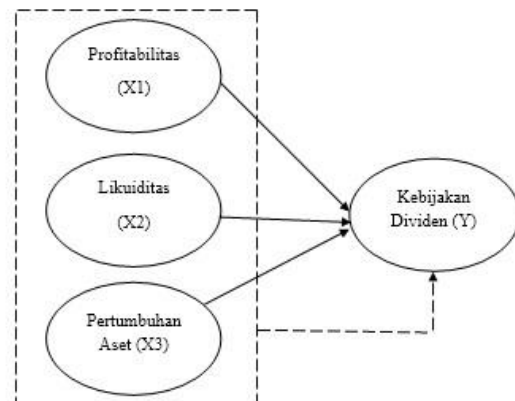 Profitabilitas
(X1)
Likuiditas
(X2)
Pertumbuhan
Aset (X3)
Kebijakan
Dividen (Y)